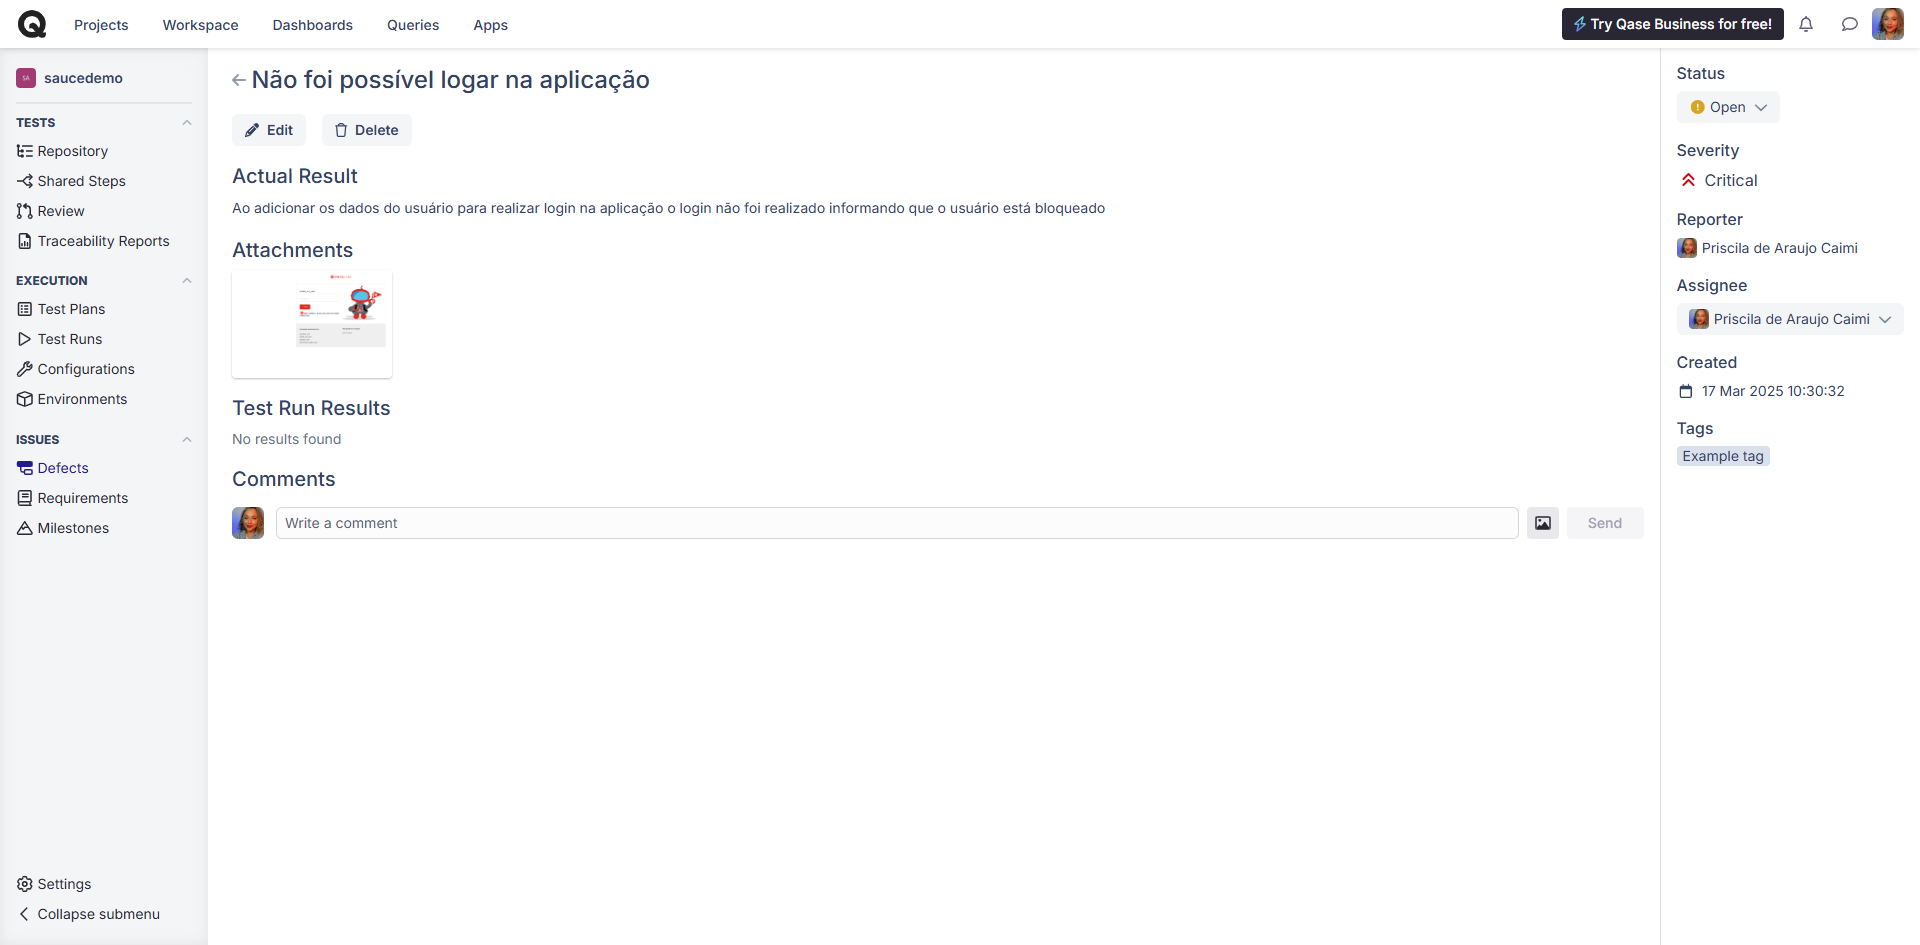 Projects Workspace Dashboards Queries Apps
Try Qase Business for free!
SA saucedemo
TESTS
Repository
Shared Steps
Review
Traceability Reports
EXECUTION
Test Plans
Test Runs
Configurations
Environments
ISSUES
Defects
Requirements
Milestones
Settings
Collapse submenu
Não foi possível logar na aplicação
Edit Delete
Actual Result
Ao adicionar os dados do usuário para realizar login na aplicação o login não foi realizado informando que o usuário está bloqueado
Attachments
Test Run Results
No results found
Comments
Write a comment
Send
Status
Open
Severity
Critical
Reporter
Priscila de Araujo Caimi
Assignee
Priscila de Araujo Caimi
Created
17 Mar 2025 10:30:32
Tags
Example tag